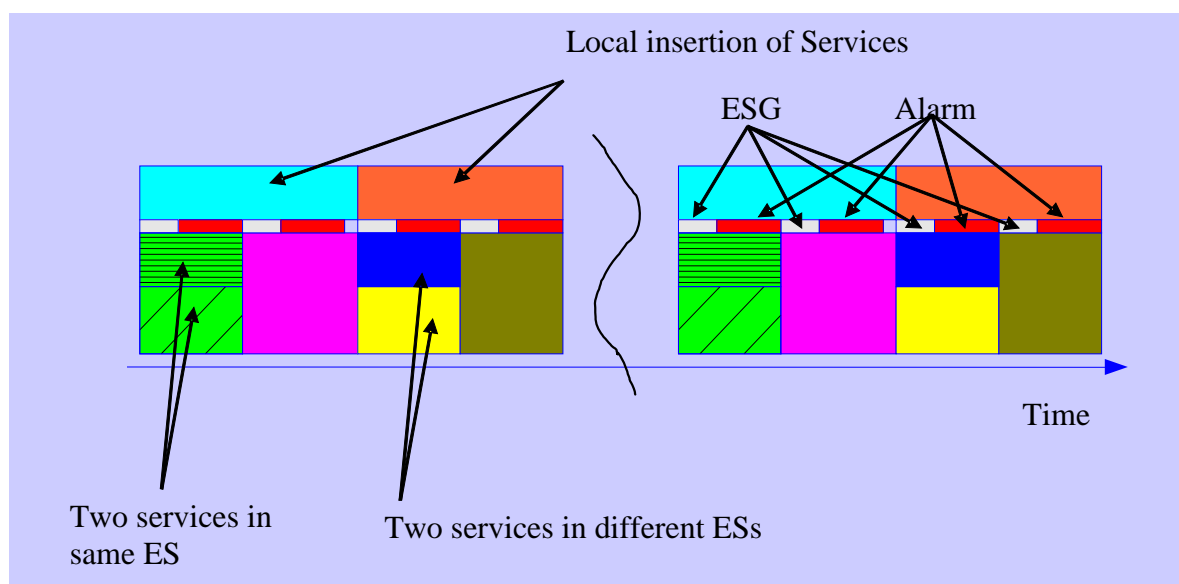 Local insertion of Services
ESG
Alarm
Time
Two services in
same ES
Two services in different ESs